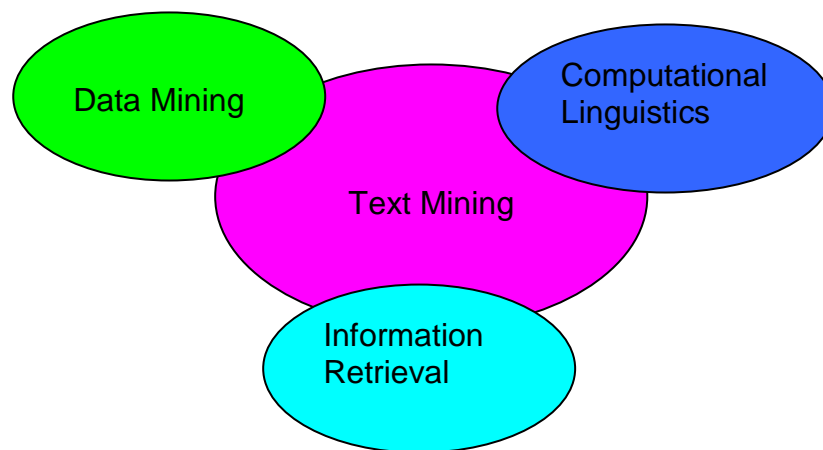 Data Mining
Computational
Linguistics
Text Mining
Information
Retrieval